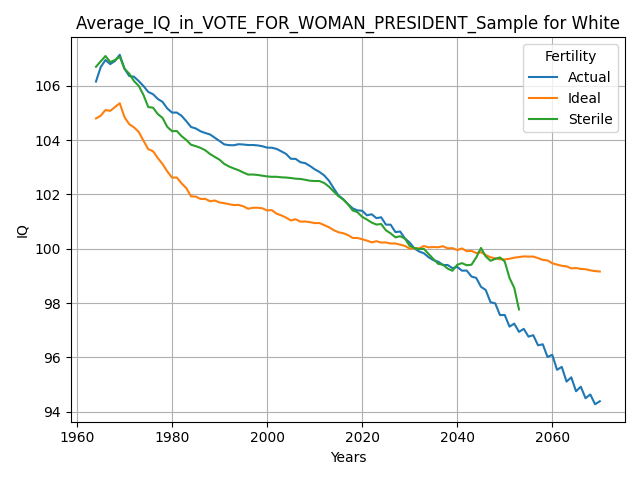 Average_IQ_in_VOTE_FOR_WOMAN_PRESIDENT_Sample for White
Fertility
Actual
Ideal
Sterile
IQ
106
104
102
100
98
96
94
1960
1980
2000
2020
2040
2060
Years